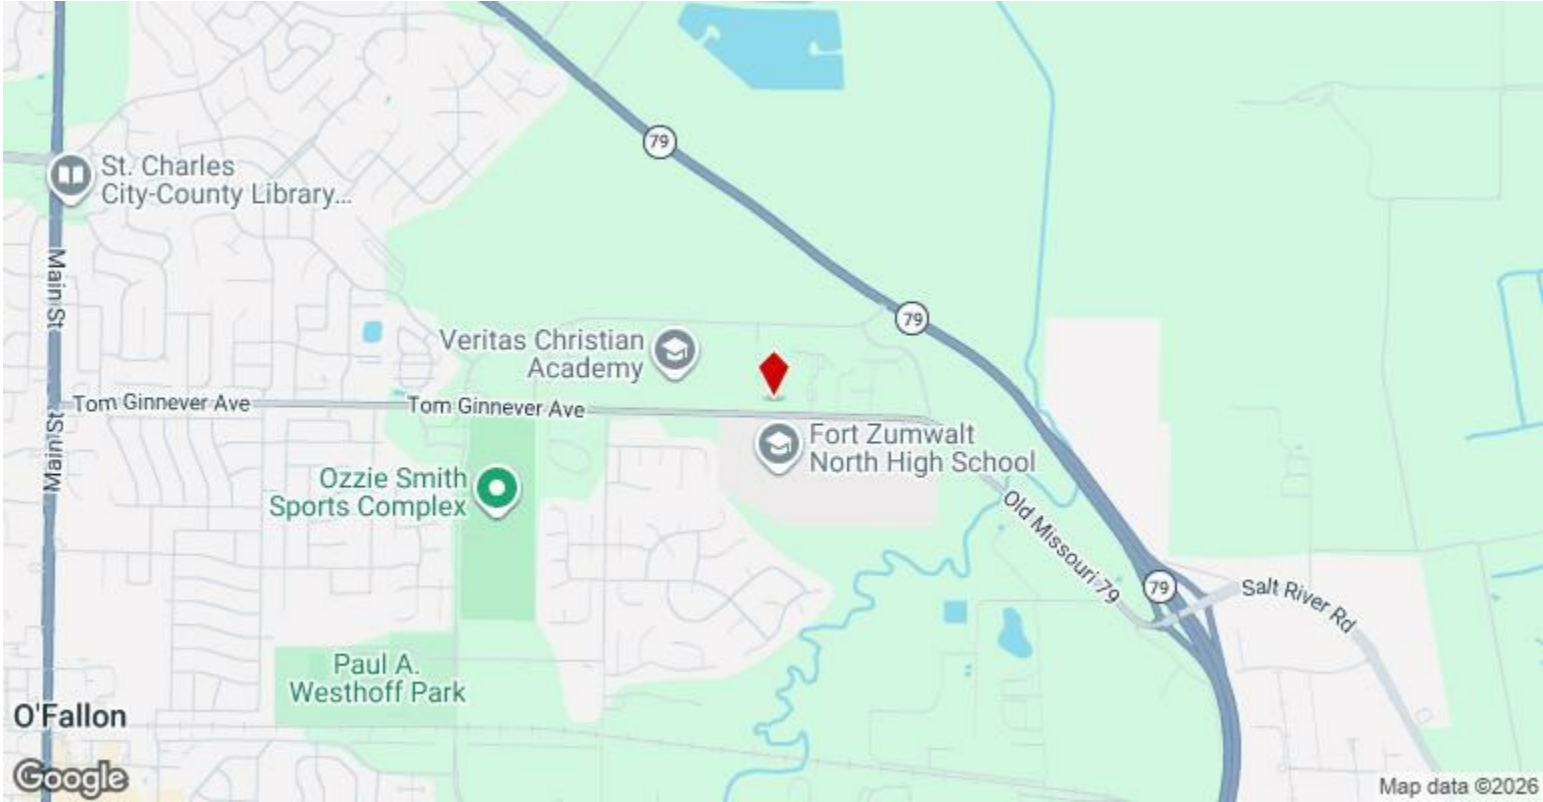 79
St. Charles
City-County Library...
Main St
79
Veritas Christian
Academy
Tom Ginnever Ave
Tom Ginnever Ave
Main St
Fort Zumwalt
North High School
Ozzie Smith
Sports Complex
Old Missouri 79
79
Salt River Rd
Paul A.
Westhoff Park
O'Fallon
Google
Map data ©2026